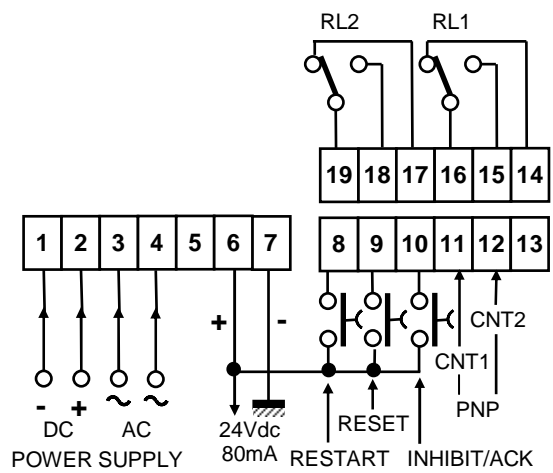 RL2 RL1
19 18 17 16 15 14
1 2 3 4 5 6 7 8 9 10 11 12 13
+ -
CNT2
CNT1
- + ~ ~
DC AC 24Vdc RESET PNP
POWER SUPPLY 80mA RESTART INHIBIT/ACK